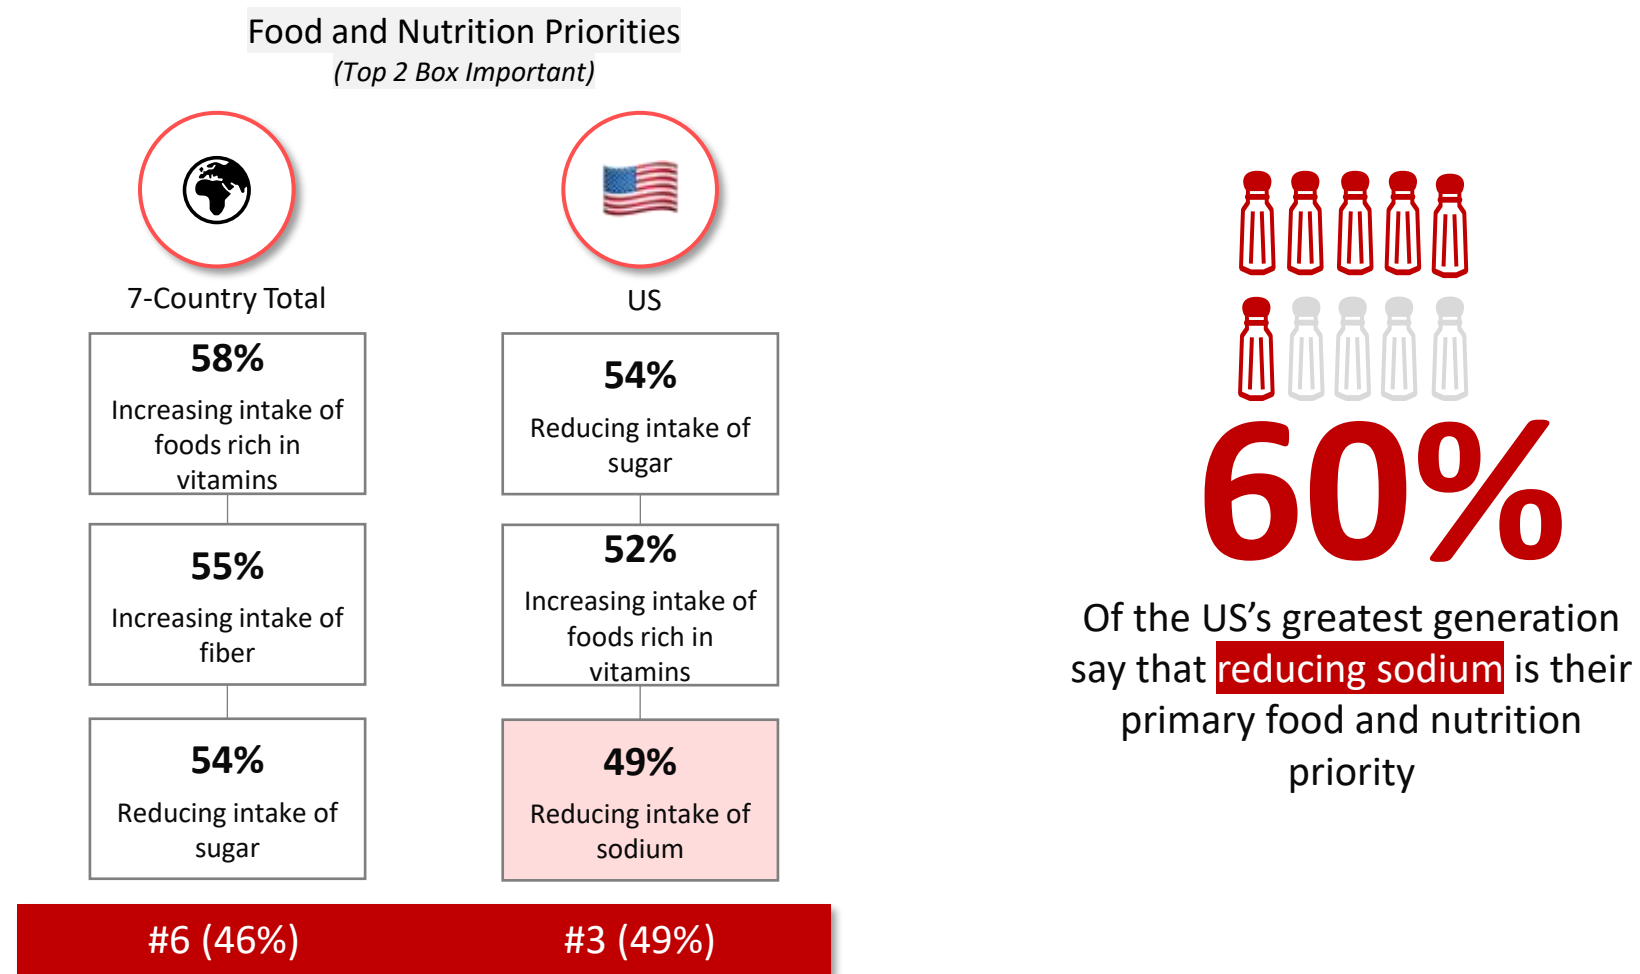 Food and Nutrition Priorities
(Top 2 Box Important)
7-Country Total
58%
Increasing intake of
foods rich in
vitamins
55%
Increasing intake of
fiber
54%
Reducing intake of
sugar
#6 (46%)
US
54%
Reducing intake of
sugar
52%
Increasing intake of
foods rich in
vitamins
49%
Reducing intake of
sodium
#3 (49%)
60%
Of the US’s greatest generation
say that reducing sodium is their
primary food and nutrition
priority